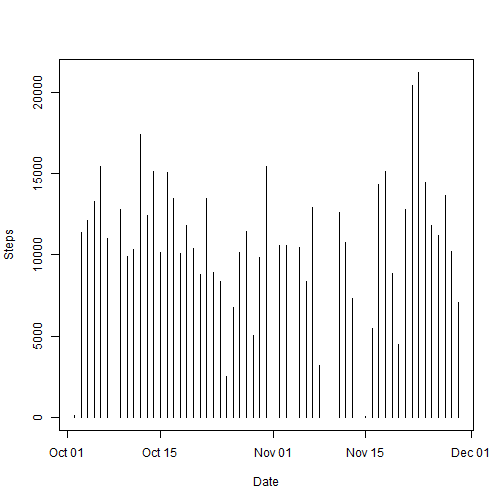 Steps
20000
15000
10000
5000
0
Oct 01
Oct 15
Nov 01
Nov 15
Dec 01
Date